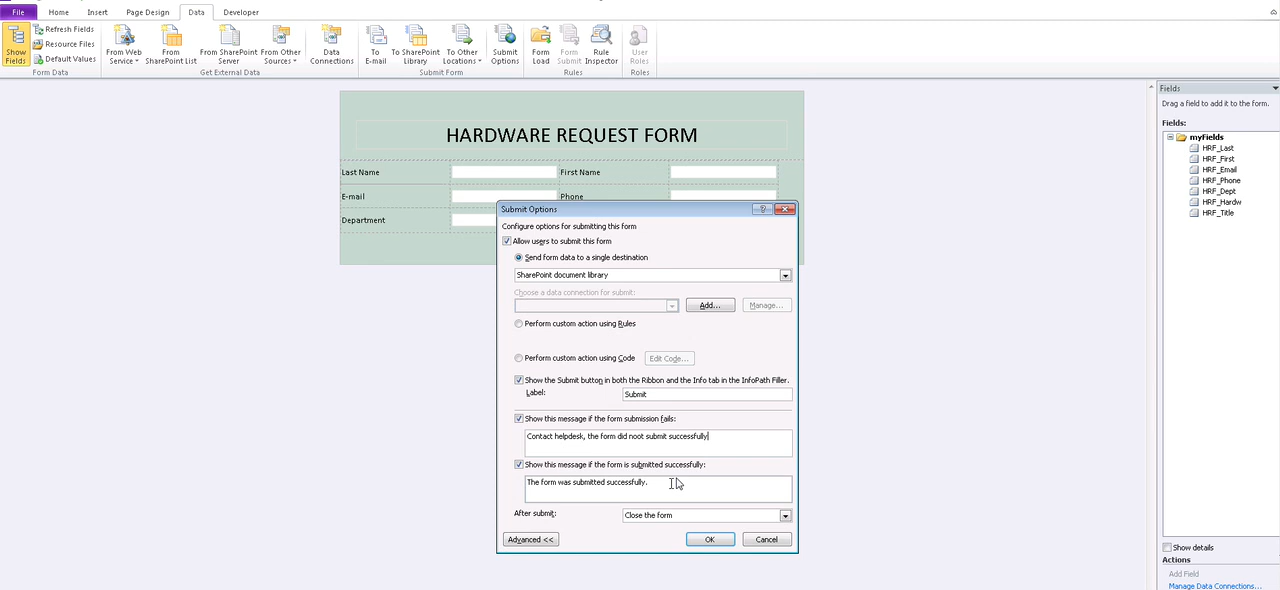 File Home Insert Page Design Data Developer
Show Fields
Refresh Fields
Resource Files
Default Values
Form Data
From Web Service
From SharePoint List
From SharePoint Server
From Other Sources
Data Connections
Get External Data
To E-mail
To SharePoint Library
To Other Locations
Submit Options
Submit Form
Form Load
Form Submit
Rule Inspector
Rules
User Roles
Roles
HARDWARE REQUEST FORM
Last Name First Name
E-mail Phone
Department
Submit Options
Configure options for submitting this form
Allow users to submit this form
Send form data to a single destination
SharePoint document library
Choose a data connection for submit:
Add... Manage...
Perform custom action using Rules
Perform custom action using Code Edit Code...
Show the Submit button in both the Ribbon and the Info tab in the InfoPath Filler.
Label: Submit
Show this message if the form submission fails:
Contact helpdesk, the form did noot submit successfully
Show this message if the form is submitted successfully:
The form was submitted successfully.
After submit: Close the form
Advanced << OK Cancel
Fields
Drag a field to add it to the form.
Fields:
myFields
HRF_Last
HRF_First
HRF_Email
HRF_Phone
HRF_Dept
HRF_Hardw
HRF_Title
Show details
Actions
Add Field
Manage Data Connections...